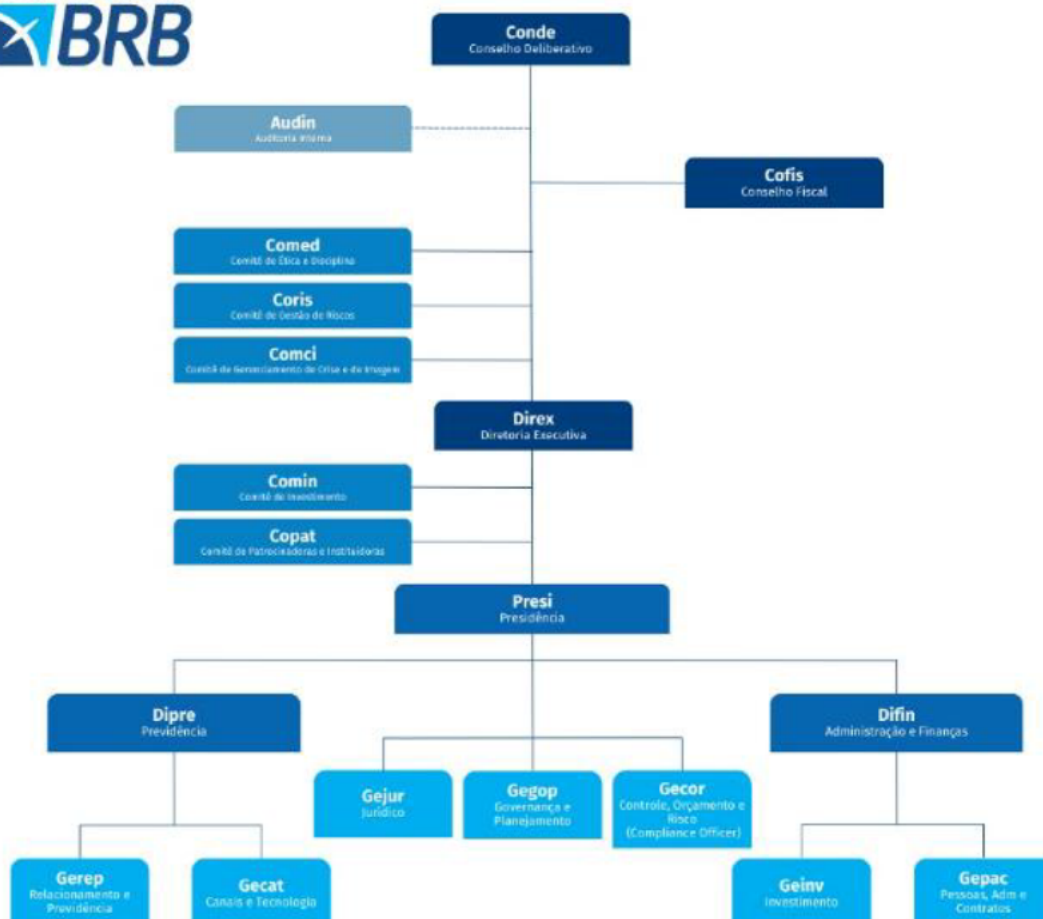 BRB
Conde
Conselho Deliberativo
Audin
Auditoria Interna
Cofis
Conselho Fiscal
Comed
Comitê de Ética e Disciplina
Coris
Comitê de Gestão de Riscos
Comci
Comitê de Gerenciamento de Crise e de Imagem
Direx
Diretoria Executiva
Comin
Comitê de Investimento
Copat
Comitê de Patrocinadoras e Instituidoras
Presi
Presidência
Dipre
Previdência
Difin
Administração e Finanças
Gejur
Jurídico
Gegop
Governança e
Planejamento
Gecor
Controle, Orçamento e
Risco
(Compliance Officer)
Gerep
Relacionamento e
Previdência
Gecat
Canais e Tecnologia
Geinv
Investimento
Gepac
Pessoas, Adm e
Contratos